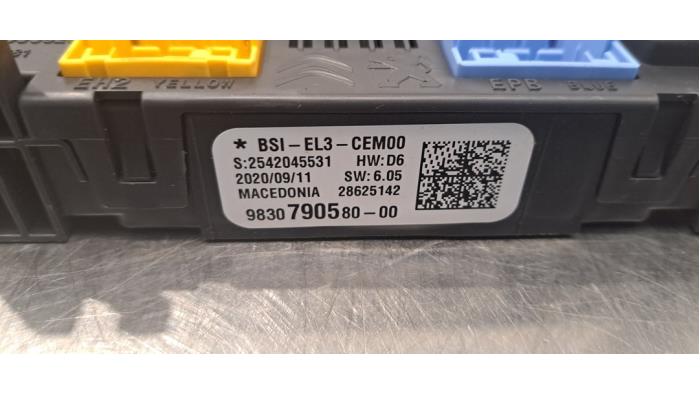 EH2 YELLOW EPB BLUE
* BSI-EL3-CEM00
S:2542045531 HW:D6
2020/09/11 SW:6.05
MACEDONIA 28625142
9830790580-00